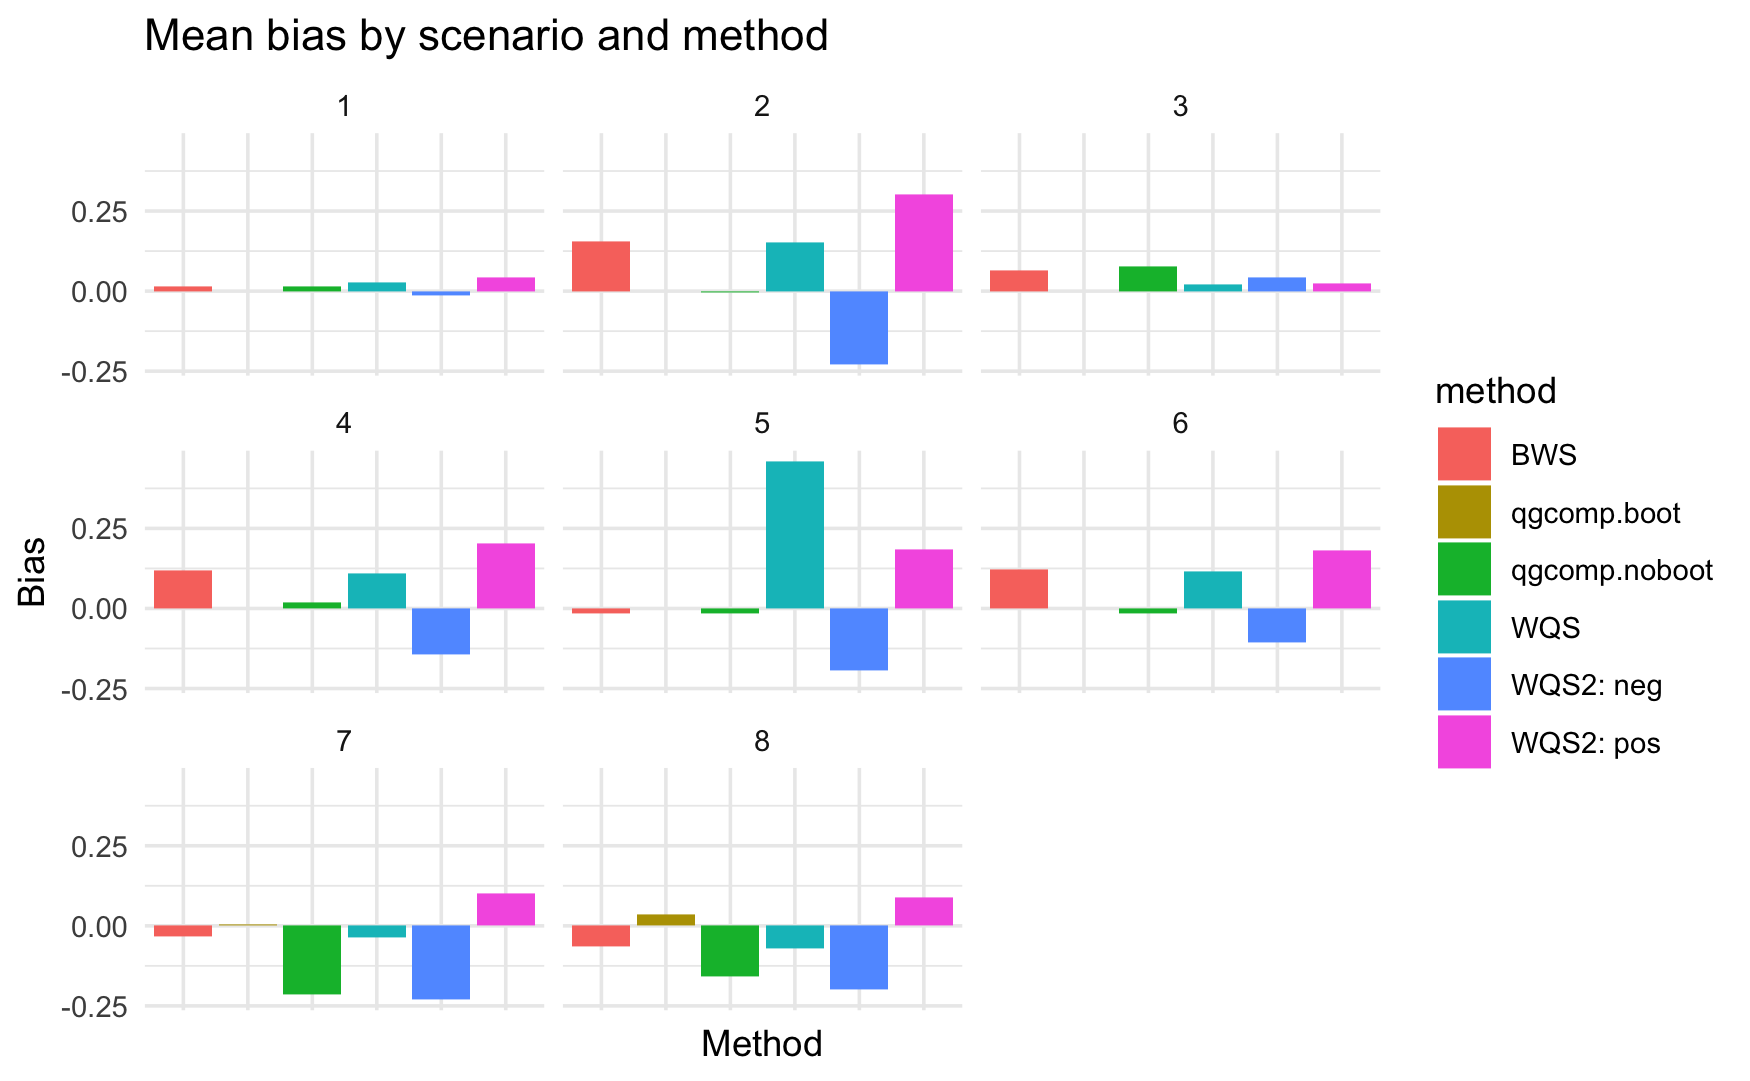 Mean bias by scenario and method
1
2
3
0.25
0.00
-0.25
4
5
6
0.25
0.00
-0.25
7
8
0.25
0.00
-0.25
Bias
Method
method
BWS
qgcomp.boot
qgcomp.noboot
WQS
WQS2: neg
WQS2: pos